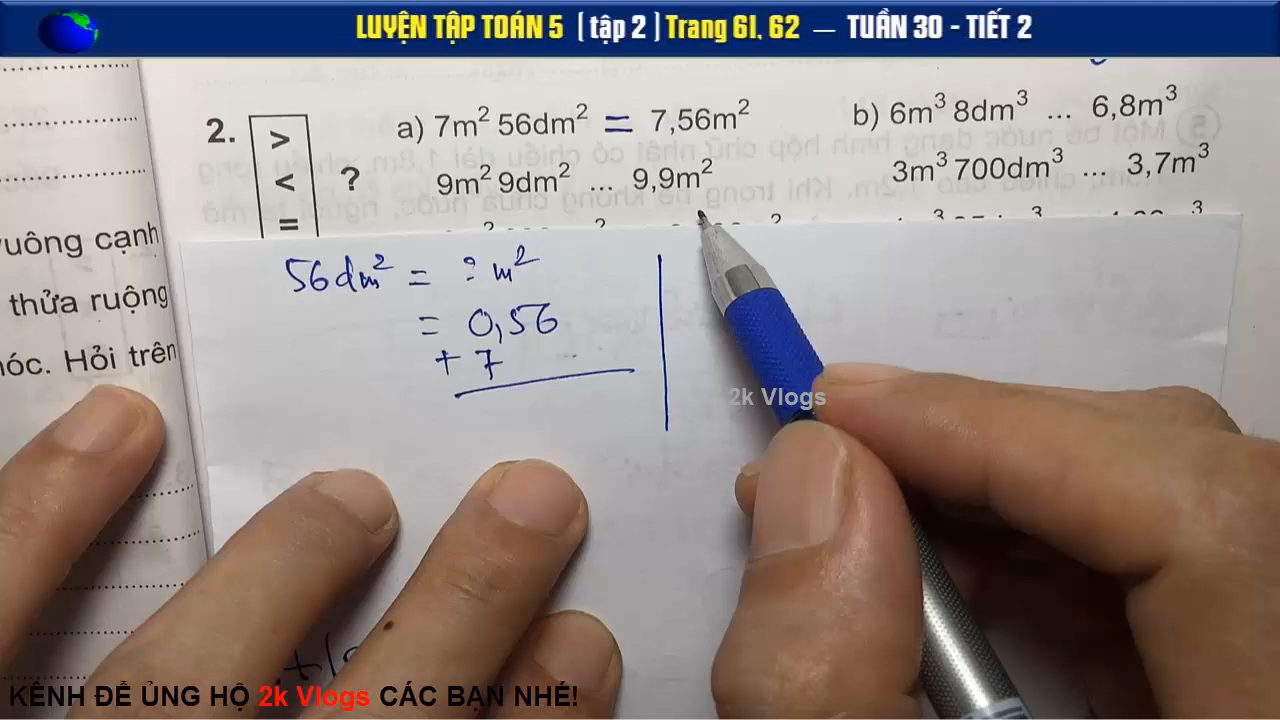 LUYỆN TẬP TOÁN 5 ( tập 2 ) Trang 61, 62 — TUẦN 30 - TIẾT 2
2. > < = ?
a) 7m² 56dm² = 7,56m²
9m² 9dm² ... 9,9m²
b) 6m³ 8dm³ ... 6,8m³
3m³ 700dm³ ... 3,7m³
uông cạnh
thửa ruộng
óc. Hỏi trên
56dm² = ? m²
= 0,56
+ 7
2k Vlogs
KÊNH ĐỂ ỦNG HỘ 2k Vlogs CÁC BẠN NHÉ!